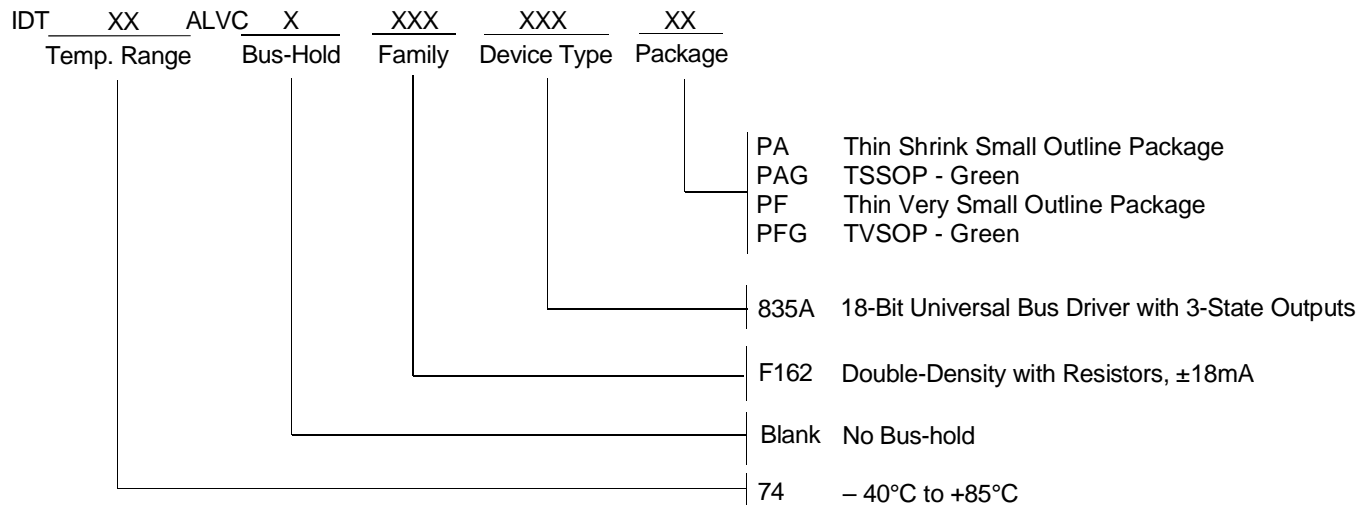 IDT XX ALVC X XXX XXX XX
Temp. Range Bus-Hold Family Device Type Package
PA Thin Shrink Small Outline Package
PAG TSSOP - Green
PF Thin Very Small Outline Package
PFG TVSOP - Green
835A 18-Bit Universal Bus Driver with 3-State Outputs
F162 Double-Density with Resistors, ±18mA
Blank No Bus-hold
74 – 40°C to +85°C